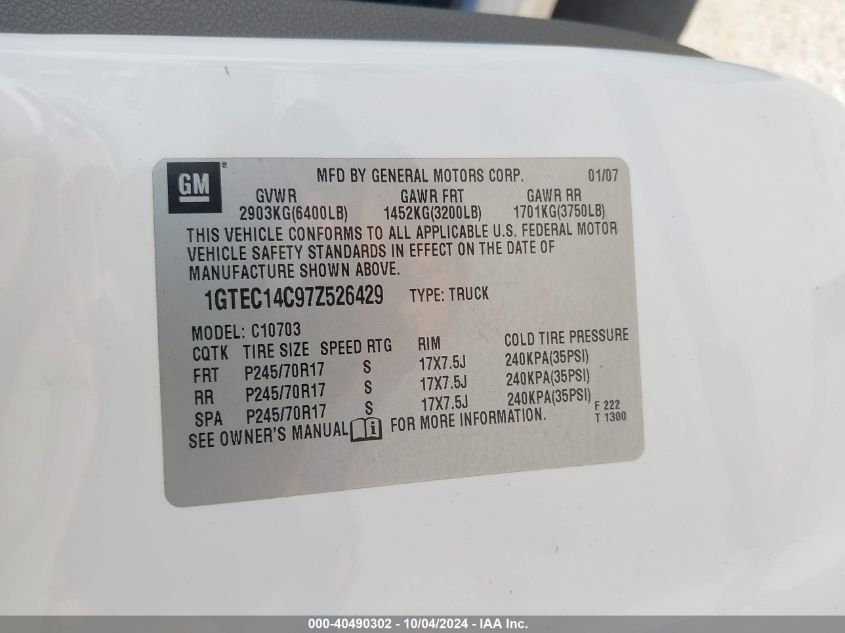 GM ® MFD BY GENERAL MOTORS CORP. 01/07
GVWR GAWR FRT GAWR RR
2903KG(6400LB) 1452KG(3200LB) 1701KG(3750LB)
THIS VEHICLE CONFORMS TO ALL APPLICABLE U.S. FEDERAL MOTOR
VEHICLE SAFETY STANDARDS IN EFFECT ON THE DATE OF
MANUFACTURE SHOWN ABOVE.
1GTEC14C97Z526429 TYPE: TRUCK
MODEL: C10703
CQTK TIRE SIZE SPEED RTG RIM COLD TIRE PRESSURE
FRT P245/70R17 S 17X7.5J 240KPA(35PSI)
RR P245/70R17 S 17X7.5J 240KPA(35PSI)
SPA P245/70R17 S 17X7.5J 240KPA(35PSI)
SEE OWNER'S MANUAL i FOR MORE INFORMATION.
F 222
T 1300
000-40490302 - 10/04/2024 - IAA Inc.